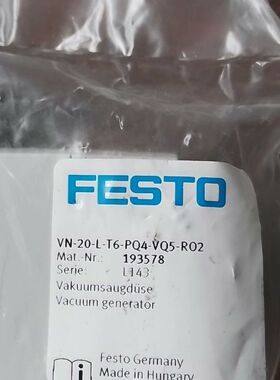 FESTO
VN-20-L-T6-PQ4-VQ5-RO2
Mat.-Nr.: 193578
Serie: L143
Vakuumsaugdüse
Vacuum generator
Festo Germany
Made in Hungary